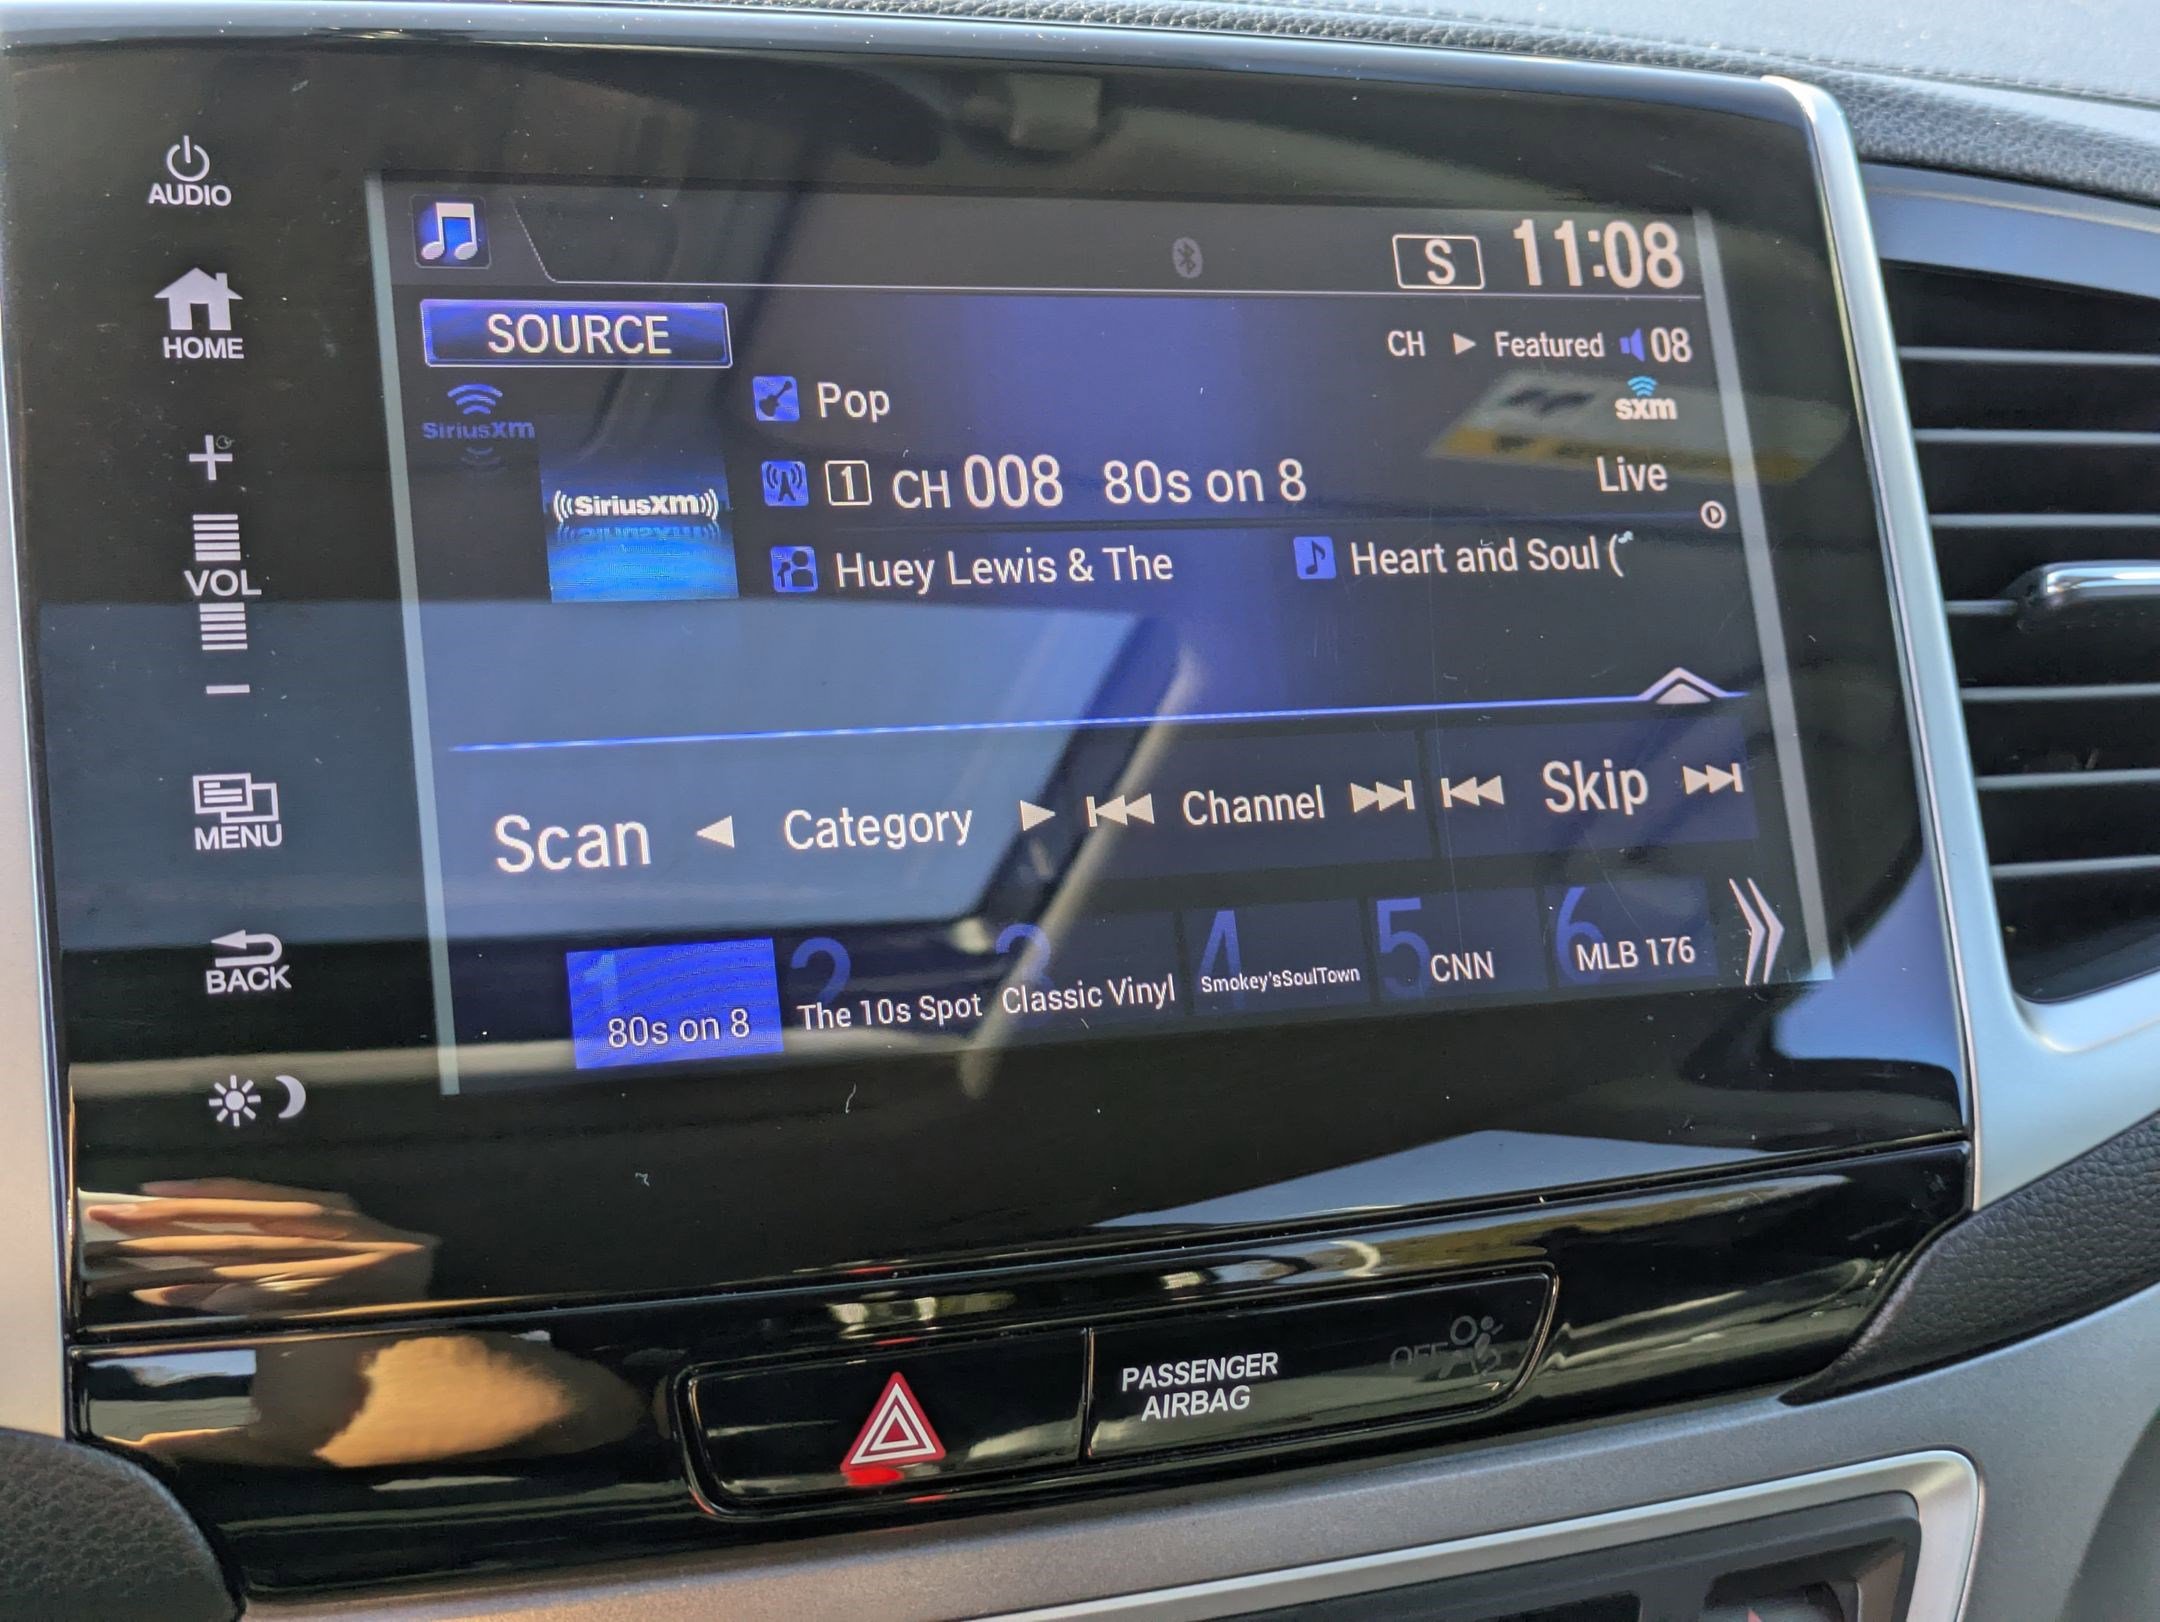 AUDIO
HOME
VOL
MENU
BACK
S 11:08
SOURCE
CH Featured 08
SiriusXm
sxm
Pop
((SiriusXm))
1 CH 008 80s on 8
Live
Huey Lewis & The
Heart and Soul (
Scan Category Channel Skip
1 80s on 8
2 The 10s Spot
3 Classic Vinyl
4 Smokey'sSoulTown
5 CNN
6 MLB 176
PASSENGER
AIRBAG
OFF